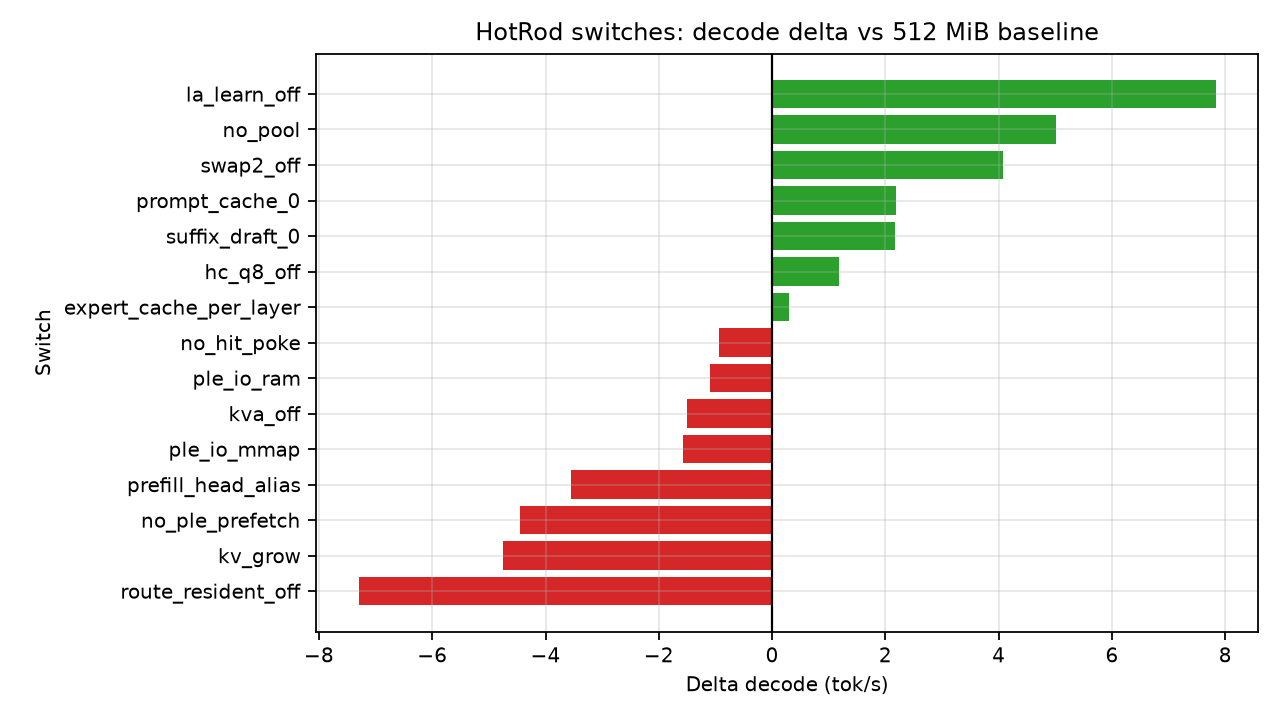 HotRod switches: decode delta vs 512 MiB baseline
la_learn_off
no_pool
swap2_off
prompt_cache_0
suffix_draft_0
hc_q8_off
expert_cache_per_layer
no_hit_poke
ple_io_ram
kva_off
ple_io_mmap
prefill_head_alias
no_ple_prefetch
kv_grow
route_resident_off
Switch
−8 −6 −4 −2 0 2 4 6 8
Delta decode (tok/s)